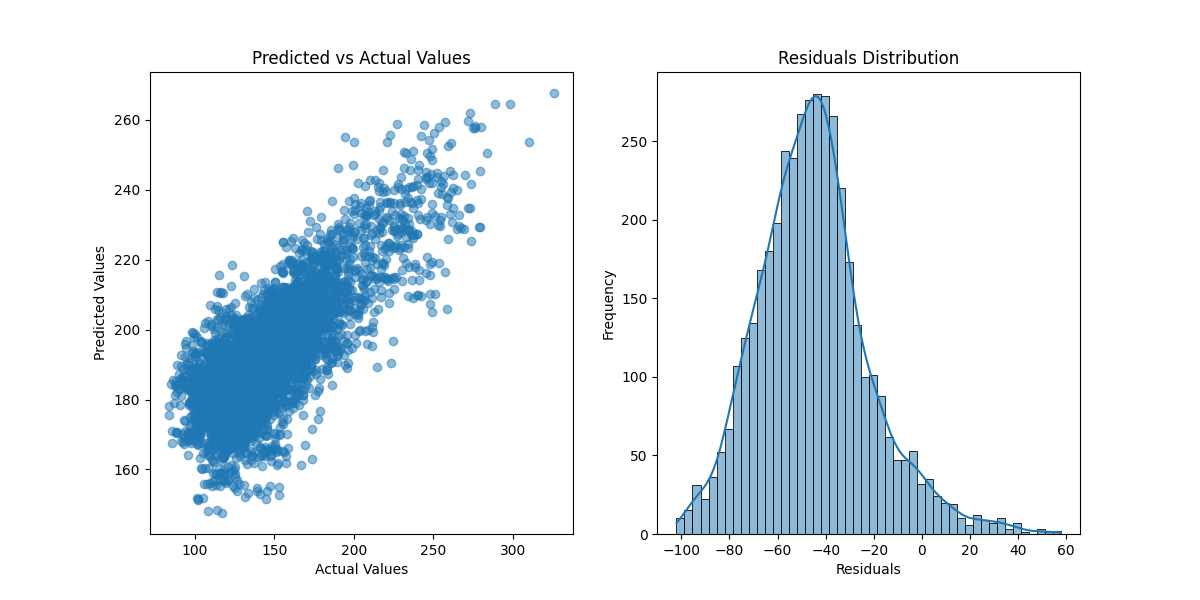 Predicted vs Actual Values
Predicted Values
260
240
220
200
180
160
100 150 200 250 300
Actual Values
Residuals Distribution
Frequency
250
200
150
100
50
0
−100 −80 −60 −40 −20 0 20 40 60
Residuals